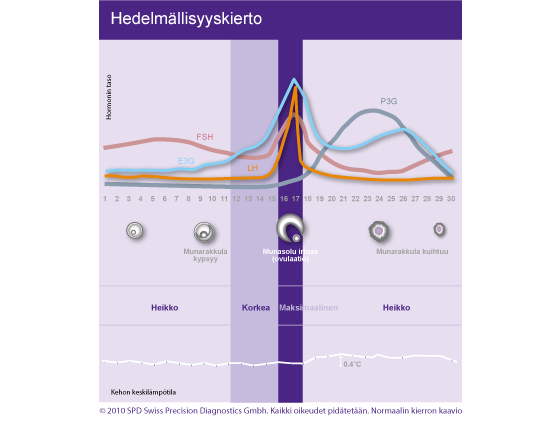 Hedelmällisyyskierto
Hormonin taso
P3G
FSH
E3G
LH
1 2 3 4 5 6 7 8 9 10 11 12 13 14 15 16 17 18 19 20 21 22 23 24 25 26 27 28 29 30
Munarakkula
kypsyy
Munasolu irtoaa
(ovulaatio)
Munarakkula kuihtuu
Heikko Korkea Maksimaalinen Heikko
0.4°C
Kehon keskilämpötila
© 2010 SPD Swiss Precision Diagnostics Gmbh. Kaikki oikeudet pidätetään. Normaalin kierron kaavio